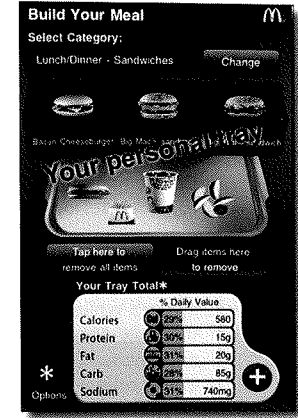 Build Your Meal
Select Category:
Lunch/Dinner - Sandwiches
Change
Bacon Cheeseburger Big Mac
Your personal tray
Tap here to
remove all items
Drag items here
to remove
Your Tray Total*
% Daily Value
Calories 29% 580
Protein 30% 15g
Fat 31% 20g
Carb 28% 85g
Sodium 31% 740mg
*
Options
+